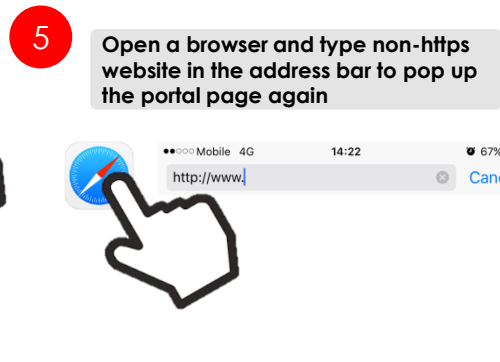 5
Open a browser and type non-https
website in the address bar to pop up
the portal page again
Mobile 4G 14:22 67%
http://www.